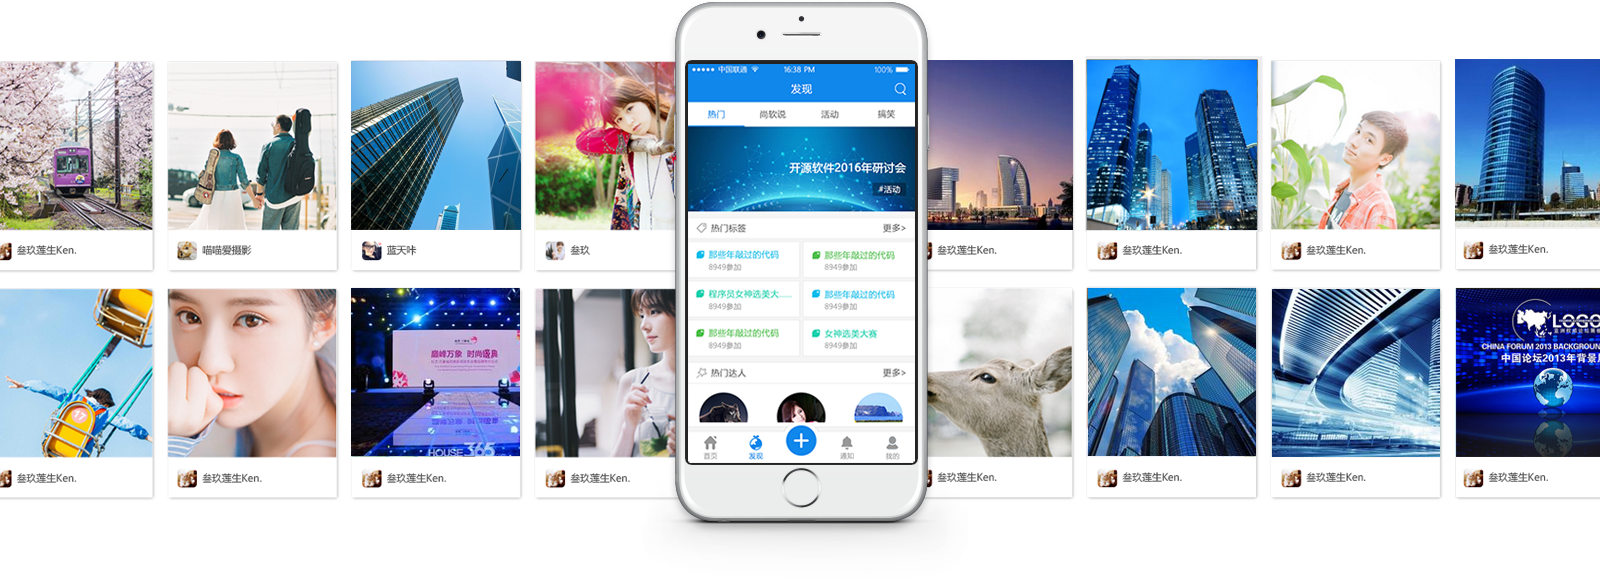 中国联通
16:38 PM
100%
发现
热门
尚软说
活动
搞笑
开源软件2016年研讨会
#活动
热门标签
更多>
那些年敲过的代码
8949参加
那些年敲过的代码
8949参加
程序员女神选美大......
8949参加
那些年敲过的代码
8949参加
那些年敲过的代码
8949参加
女神选美大赛
8949参加
热门达人
更多>
首页
发现
通知
我的
叁玖莲生Ken.
喵喵爱摄影
蓝天咔
叁玖
叁玖莲生Ken.
叁玖莲生Ken.
叁玖莲生Ken.
叁玖莲生Ken.
17
巅峰万象 时尚盛典
HOUSE 365
LOGO
CHINA FORUM 2013 BACKGROUN
中国论坛2013年背景
叁玖莲生Ken.
叁玖莲生Ken.
叁玖莲生Ken.
叁玖莲生Ken.
叁玖莲生Ken.
叁玖莲生Ken.
叁玖莲生Ken.
叁玖莲生Ken.